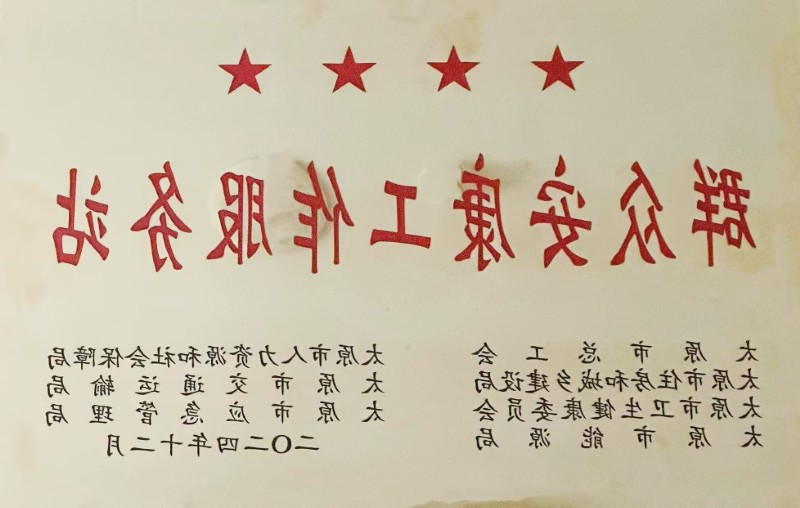 群众安康工作服务站
太原市总工会
太原市住房和城乡建设局
太原市卫生健康委员会
太原市能源局
太原市人力资源和社会保障局
太原市交通运输局
太原市应急管理局
二〇二四年十二月